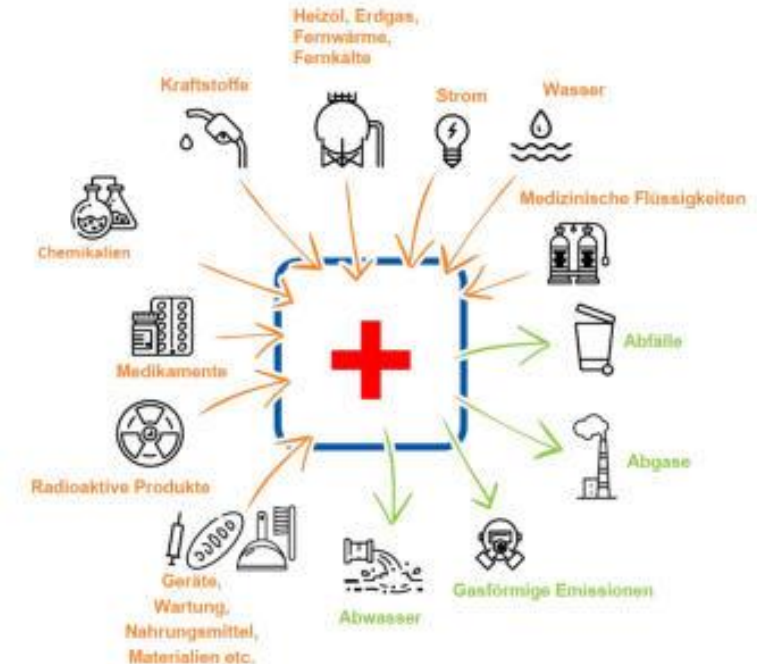 Heizöl, Erdgas,
Fernwärme,
Fernkälte
Kraftstoffe
Strom
Wasser
Medizinische Flüssigkeiten
Chemikalien
Abfälle
Medikamente
Abgase
Radioaktive Produkte
Gasförmige Emissionen
Geräte,
Wartung,
Nahrungsmittel,
Materialien etc.
Abwasser